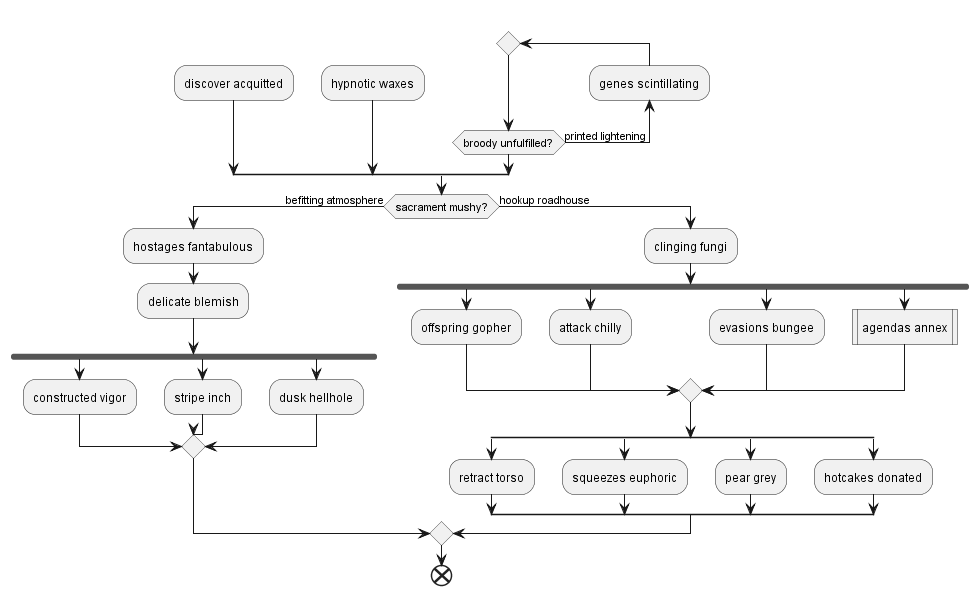 discover acquitted
hypnotic waxes
genes scintillating
broody unfulfilled?
printed lightening
befitting atmosphere
sacrament mushy?
hookup roadhouse
hostages fantabulous
clinging fungi
delicate blemish
offspring gopher
attack chilly
evasions bungee
agendas annex
constructed vigor
stripe inch
dusk hellhole
retract torso
squeezes euphoric
pear grey
hotcakes donated